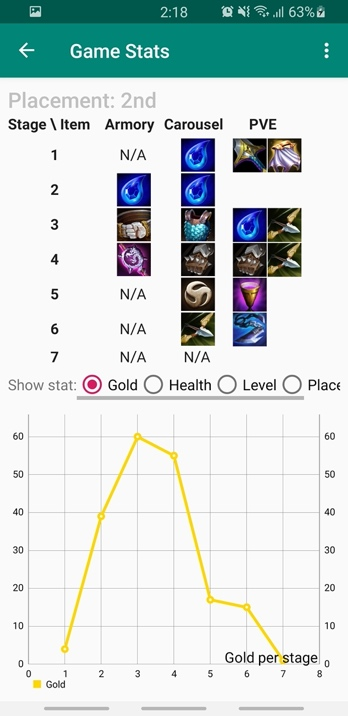 2:18 63%
Game Stats
Placement: 2nd
Stage \ Item Armory Carousel PVE
1 N/A
2
3
4
5 N/A
6 N/A
7 N/A N/A
Show stat: Gold Health Level Place
60 60
50 50
40 40
30 30
20 20
10 10
Gold per stage
0 0
0 1 2 3 4 5 6 7 8
Gold